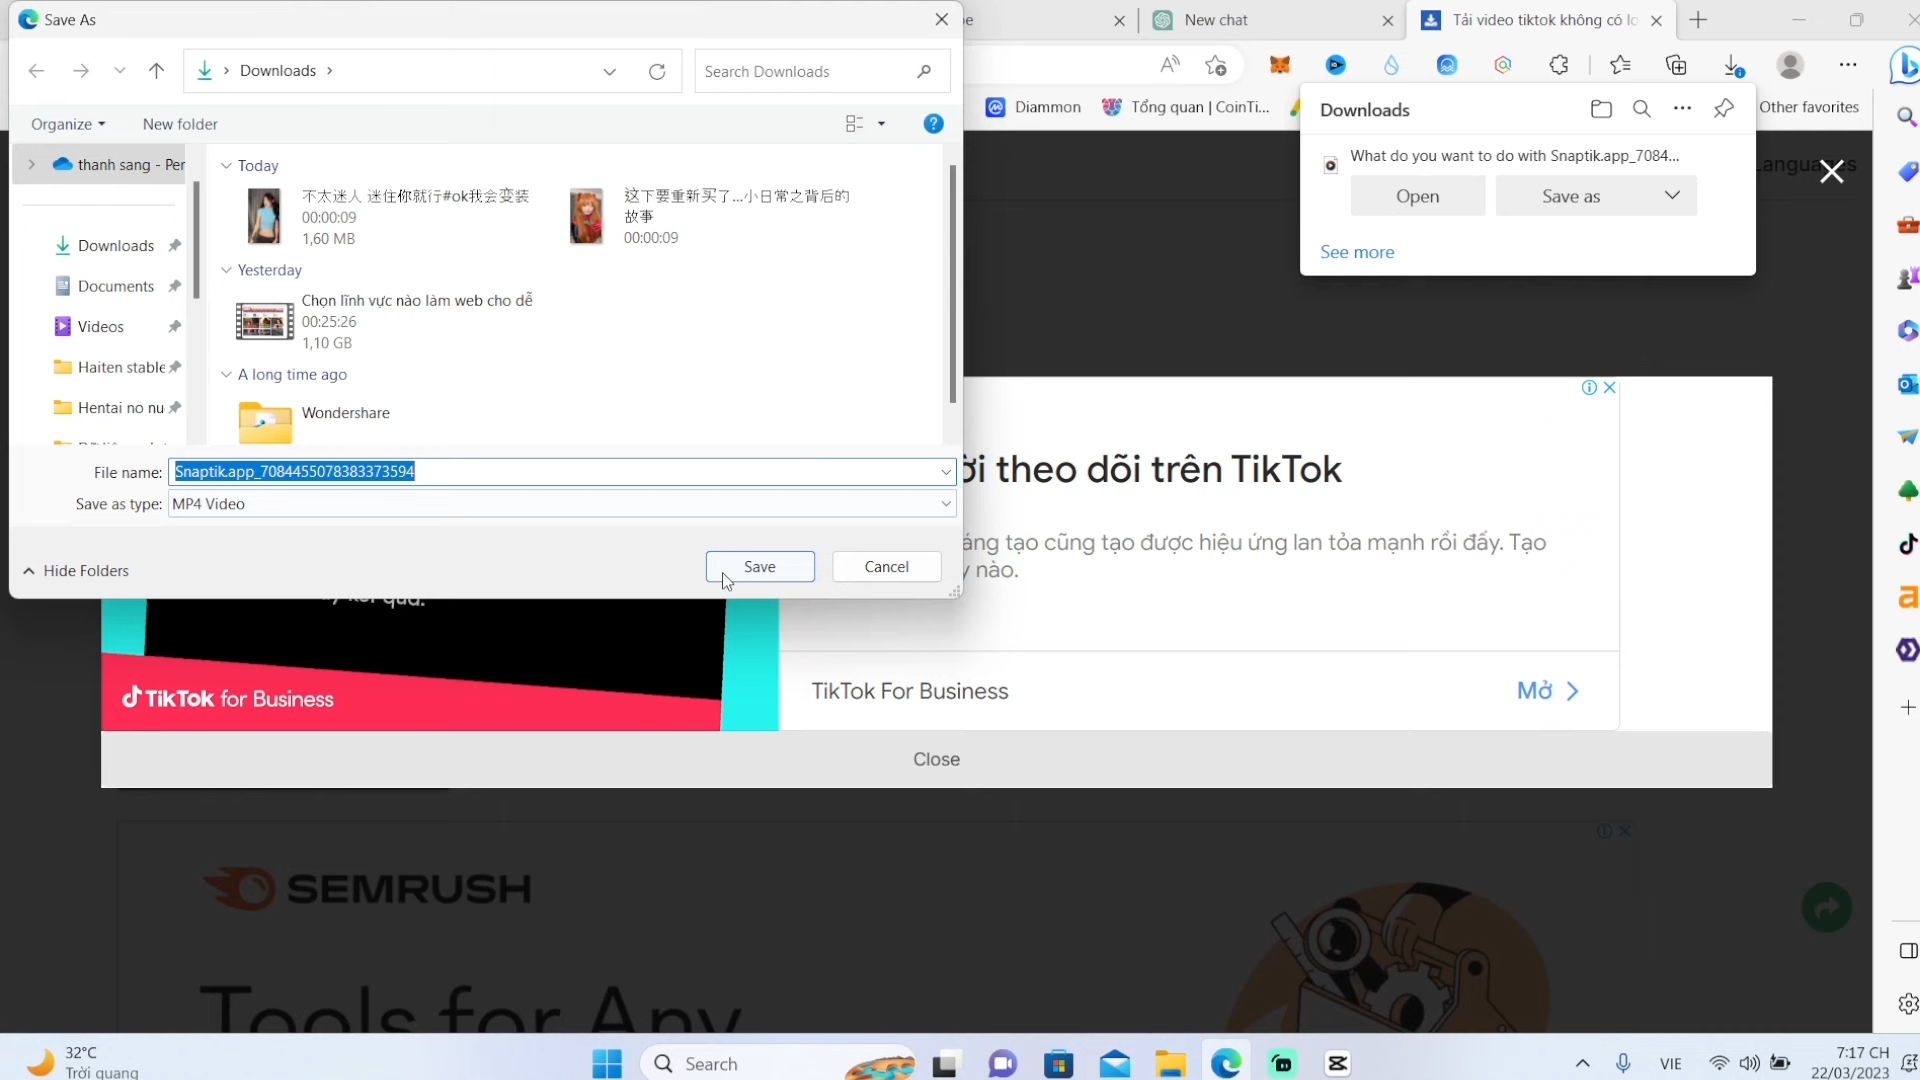 Save As
be
New chat
Tải video tiktok không có lo
Downloads
Search Downloads
Organize
New folder
Diammon
Tổng quan | CoinTi...
Other favorites
Downloads
What do you want to do with Snaptik.app_7084...
Open
Save as
See more
Languages
thanh sang - Per
Downloads
Documents
Videos
Haiten stable
Hentai no nu
Today
不太迷人 迷住你就行#ok我会变装
00:00:09
1,60 MB
这下要重新买了...小日常之背后的
故事
00:00:09
Yesterday
Chọn lĩnh vực nào làm web cho dễ
00:25:26
1,10 GB
A long time ago
Wondershare
File name:
Snaptik.app_7084455078383373594
Save as type:
MP4 Video
Hide Folders
Save
Cancel
ời theo dõi trên TikTok
áng tạo cũng tạo được hiệu ứng lan tỏa mạnh rồi đấy. Tạo
y nào.
TikTok for Business
TikTok For Business
Mở
Close
SEMRUSH
Tools for Any
32°C
Trời quang
Search
VIE
7:17 CH
22/03/2023